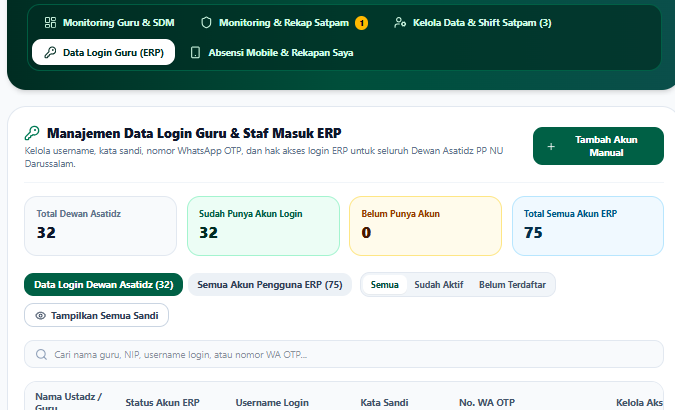 Monitoring Guru & SDM
Monitoring & Rekap Satpam 1
Kelola Data & Shift Satpam (3)
Data Login Guru (ERP)
Absensi Mobile & Rekapan Saya
Manajemen Data Login Guru & Staf Masuk ERP
Kelola username, kata sandi, nomor WhatsApp OTP, dan hak akses login ERP untuk seluruh Dewan Asatidz PP NU
Darussalam.
+ Tambah Akun
Manual
Total Dewan Asatidz
32
Sudah Punya Akun Login
32
Belum Punya Akun
0
Total Semua Akun ERP
75
Data Login Dewan Asatidz (32)
Semua Akun Pengguna ERP (75)
Semua
Sudah Aktif
Belum Terdaftar
Tampilkan Semua Sandi
Cari nama guru, NIP, username login, atau nomor WA OTP...
Nama Ustadz /
Guru
Status Akun ERP
Username Login
Kata Sandi
No. WA OTP
Kelola Aks